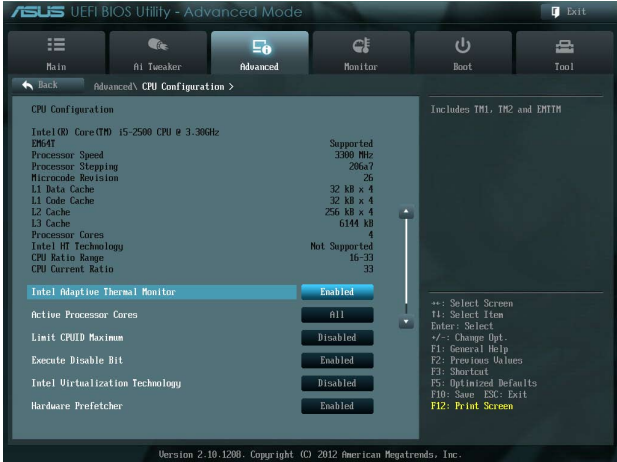 ASUS UEFI BIOS Utility - Advanced Mode
Exit
Main
Ai Tweaker
Advanced
Monitor
Boot
Tool
Back
Advanced\ CPU Configuration >
CPU Configuration
Intel(R) Core(TM) i5-2500 CPU @ 3.30GHz
EM64T Supported
Processor Speed 3300 MHz
Processor Stepping 206a7
Microcode Revision 26
L1 Data Cache 32 kB x 4
L1 Code Cache 32 kB x 4
L2 Cache 256 kB x 4
L3 Cache 6144 kB
Processor Cores 4
Intel HT Technology Not Supported
CPU Ratio Range 16-33
CPU Current Ratio 33
Intel Adaptive Thermal Monitor Enabled
Active Processor Cores All
Limit CPUID Maximum Disabled
Execute Disable Bit Enabled
Intel Virtualization Technology Disabled
Hardware Prefetcher Enabled
Includes TM1, TM2 and EMTTM
→←: Select Screen
↑↓: Select Item
Enter: Select
+/-: Change Opt.
F1: General Help
F2: Previous Values
F3: Shortcut
F5: Optimized Defaults
F10: Save ESC: Exit
F12: Print Screen
Version 2.10.1208. Copyright (C) 2012 American Megatrends, Inc.